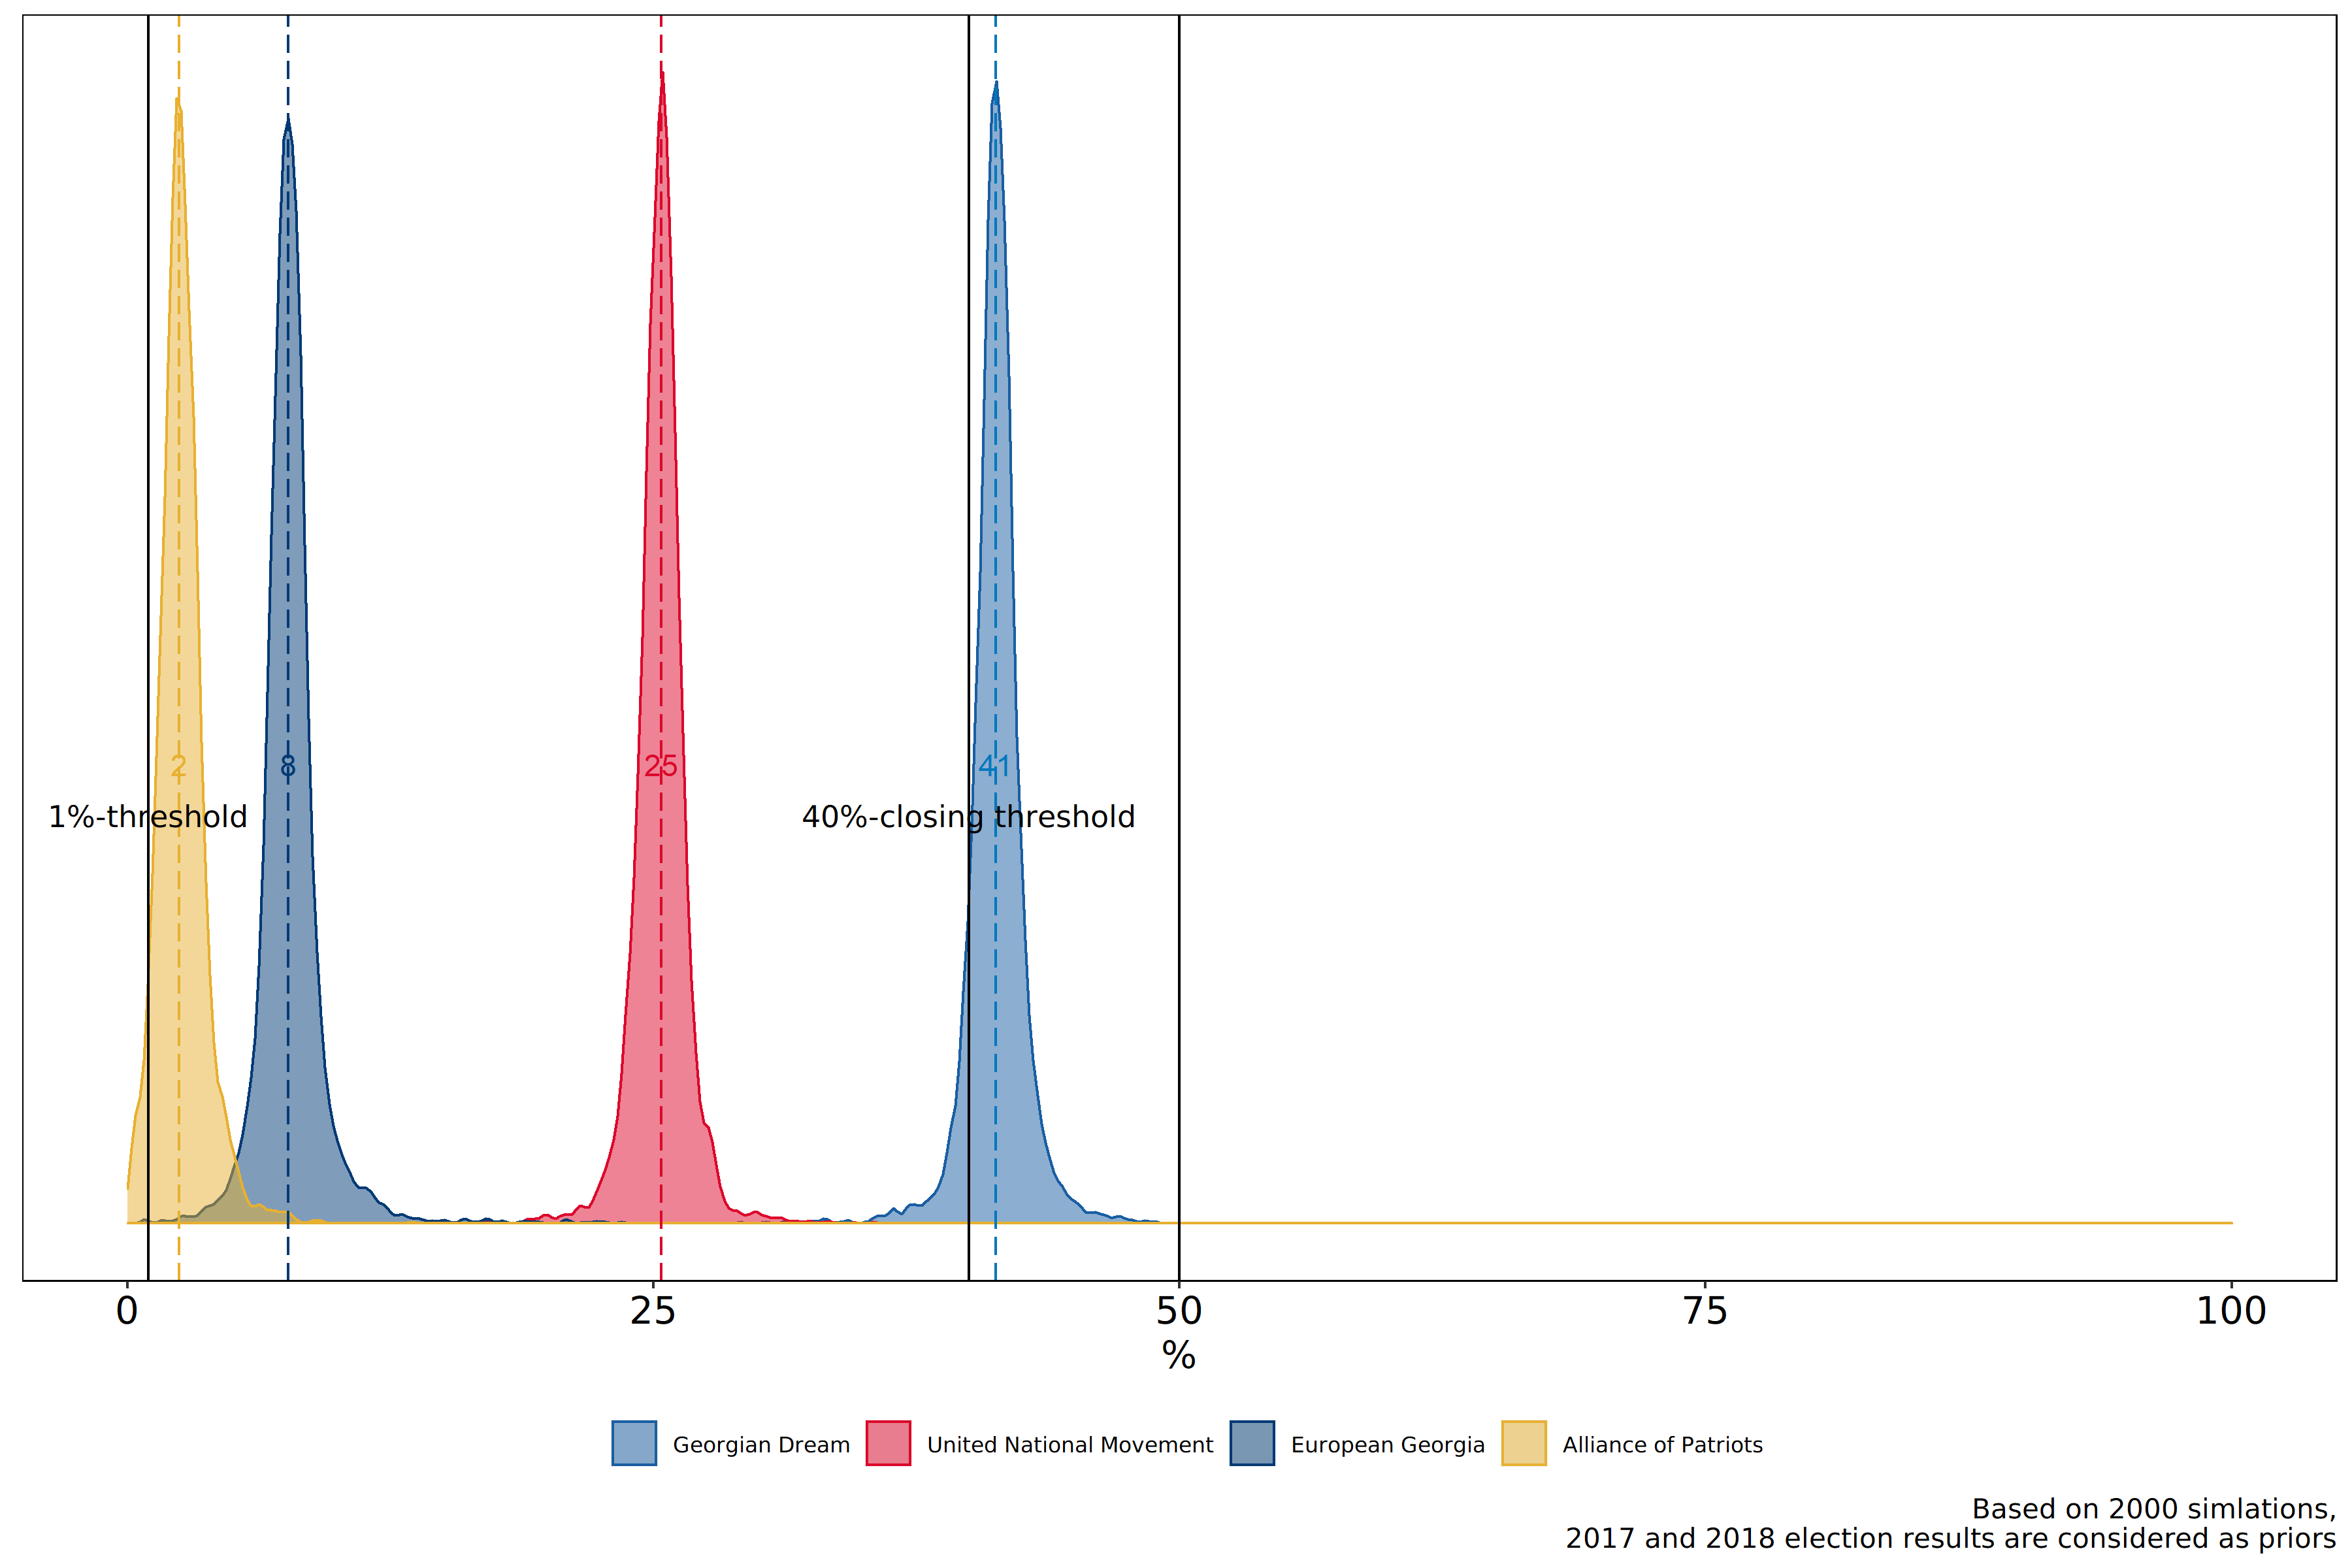 2
8
25
41
1%-threshold
40%-closing threshold
0
25
50
75
100
%
Georgian Dream
United National Movement
European Georgia
Alliance of Patriots
Based on 2000 simlations,
2017 and 2018 election results are considered as priors